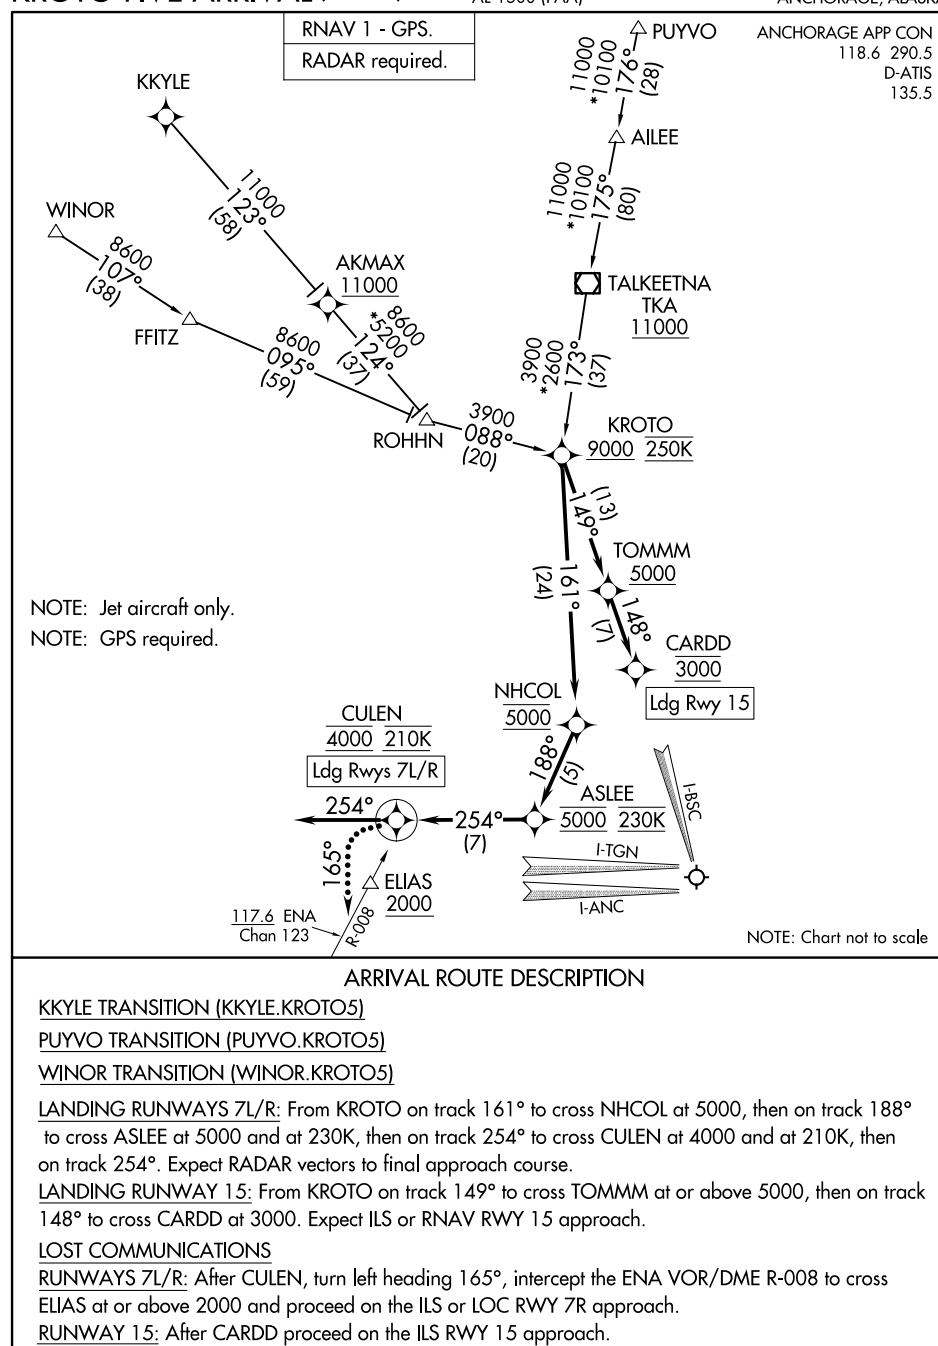 RNAV 1 - GPS.
RADAR required.
ANCHORAGE APP CON
118.6 290.5
D-ATIS
135.5
PUYVO
11000
*10100
176°
(28)
AILEE
11000
*10100
175°
(80)
KKYLE
11000
123°
(58)
WINOR
8600
107°
(38)
FFITZ
AKMAX
11000
8600
*5200
124°
(37)
8600
095°
(59)
TALKEETNA
TKA
11000
3900
*2600
173°
(37)
ROHHN
3900
088°
(20)
KROTO
9000 250K
(13)
149°
161°
(24)
TOMMM
5000
148°
(7)
NOTE: Jet aircraft only.
NOTE: GPS required.
CARDD
3000
Ldg Rwy 15
NHCOL
5000
188°
(5)
CULEN
4000 210K
Ldg Rwys 7L/R
ASLEE
5000 230K
254°
254°
(7)
165°
ELIAS
2000
117.6 ENA
Chan 123
R-008
I-BSC
I-TGN
I-ANC
NOTE: Chart not to scale
ARRIVAL ROUTE DESCRIPTION
KKYLE TRANSITION (KKYLE.KROTO5)
PUYVO TRANSITION (PUYVO.KROTO5)
WINOR TRANSITION (WINOR.KROTO5)
LANDING RUNWAYS 7L/R: From KROTO on track 161° to cross NHCOL at 5000, then on track 188°
to cross ASLEE at 5000 and at 230K, then on track 254° to cross CULEN at 4000 and at 210K, then
on track 254°. Expect RADAR vectors to final approach course.
LANDING RUNWAY 15: From KROTO on track 149° to cross TOMMM at or above 5000, then on track
148° to cross CARDD at 3000. Expect ILS or RNAV RWY 15 approach.
LOST COMMUNICATIONS
RUNWAYS 7L/R: After CULEN, turn left heading 165°, intercept the ENA VOR/DME R-008 to cross
ELIAS at or above 2000 and proceed on the ILS or LOC RWY 7R approach.
RUNWAY 15: After CARDD proceed on the ILS RWY 15 approach.